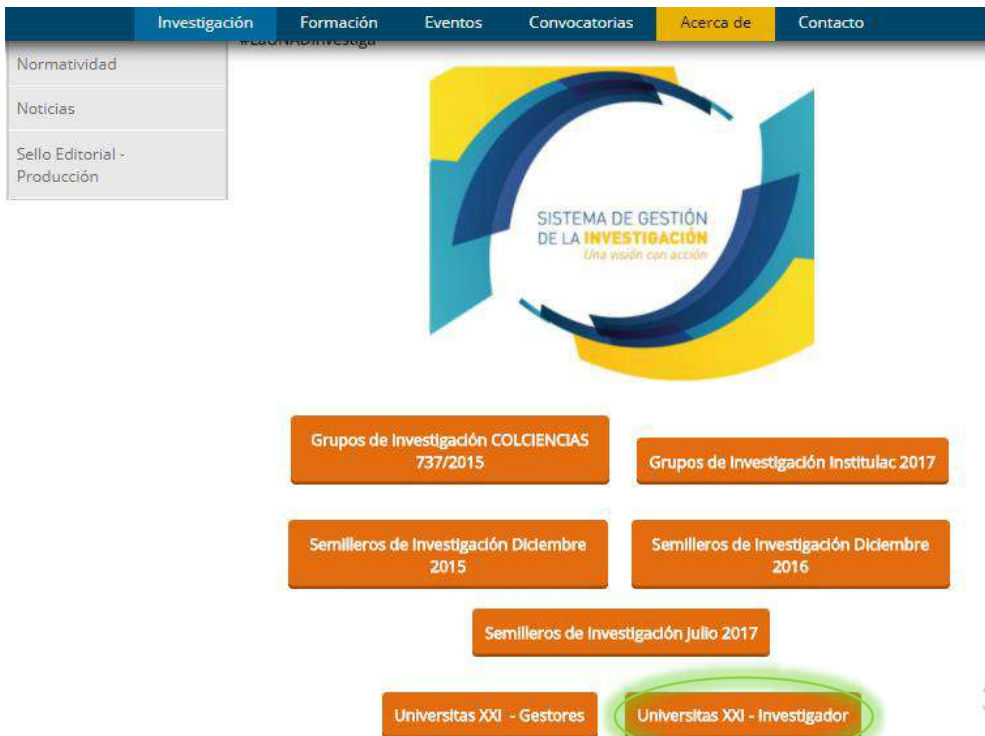 Investigación Formación Eventos Convocatorias Acerca de Contacto
#LaUNADInvestiga
Normatividad
Noticias
Sello Editorial -
Producción
SISTEMA DE GESTIÓN
DE LA INVESTIGACIÓN
Una visión con acción
Grupos de Investigación COLCIENCIAS
737/2015
Grupos de Investigación Institulac 2017
Semilleros de Investigación Diciembre
2015
Semilleros de Investigación Diciembre
2016
Semilleros de Investigación Julio 2017
Universitas XXI - Gestores
Universitas XXI - Investigador